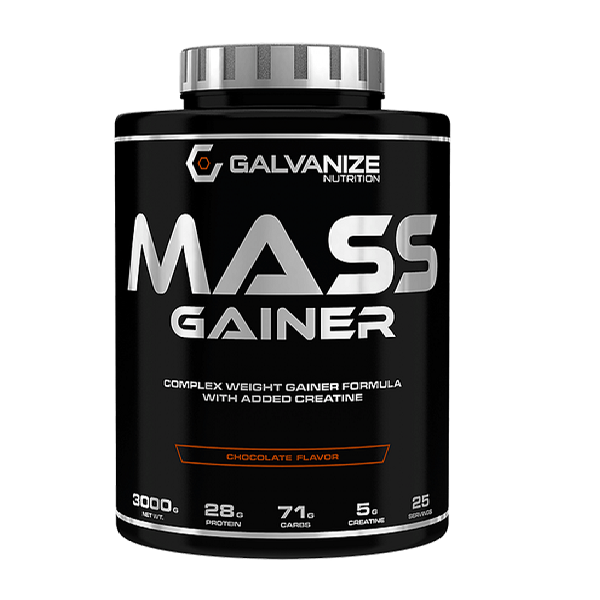 GALVANIZE
NUTRITION
MASS
GAINER
COMPLEX WEIGHT GAINER FORMULA
WITH ADDED CREATINE
CHOCOLATE FLAVOR
3000G 28G 71G 5G 25
NET WT. PROTEIN CARBS CREATINE SERVINGS